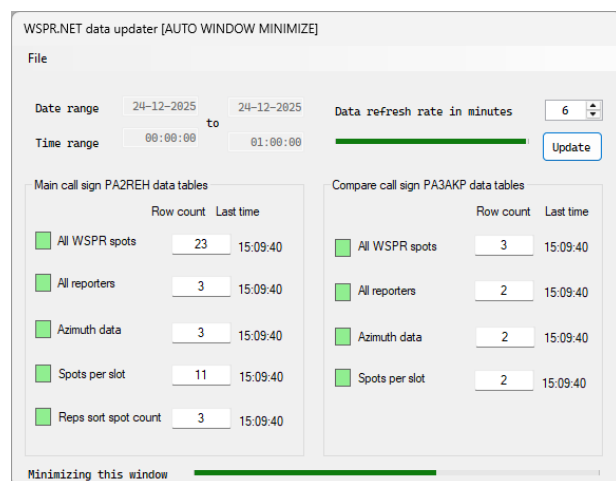 WSPR.NET data updater [AUTO WINDOW MINIMIZE]
File
Date range 24-12-2025 to 24-12-2025
Time range 00:00:00 01:00:00
Data refresh rate in minutes 6
Update
Main call sign PA2REH data tables
Row count Last time
All WSPR spots 23 15:09:40
All reporters 3 15:09:40
Azimuth data 3 15:09:40
Spots per slot 11 15:09:40
Reps sort spot count 3 15:09:40
Compare call sign PA3AKP data tables
Row count Last time
All WSPR spots 3 15:09:40
All reporters 2 15:09:40
Azimuth data 2 15:09:40
Spots per slot 2 15:09:40
Minimizing this window